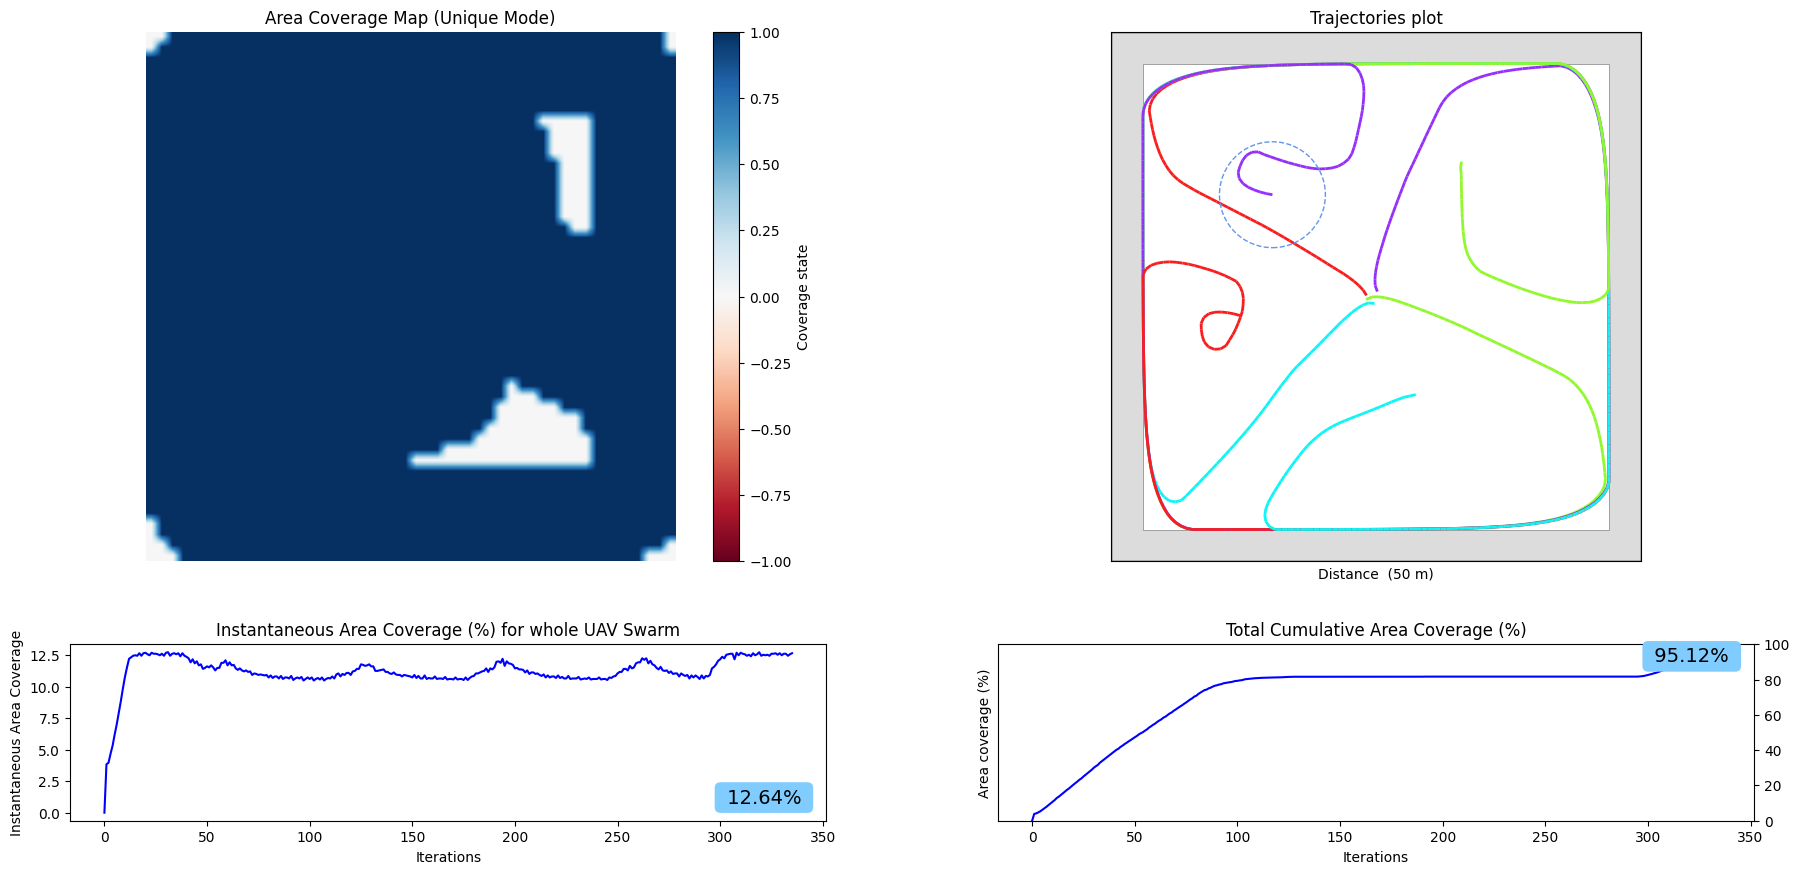 Area Coverage Map (Unique Mode)
1.00
0.75
0.50
0.25
0.00
−0.25
−0.50
−0.75
−1.00
Coverage state
Trajectories plot
Distance  (50 m)
Instantaneous Area Coverage (%) for whole UAV Swarm
Instantaneous Area Coverage
12.5
10.0
7.5
5.0
2.5
0.0
12.64%
0 50 100 150 200 250 300 350
Iterations
Total Cumulative Area Coverage (%)
Area coverage (%)
95.12%
100
80
60
40
20
0
0 50 100 150 200 250 300 350
Iterations